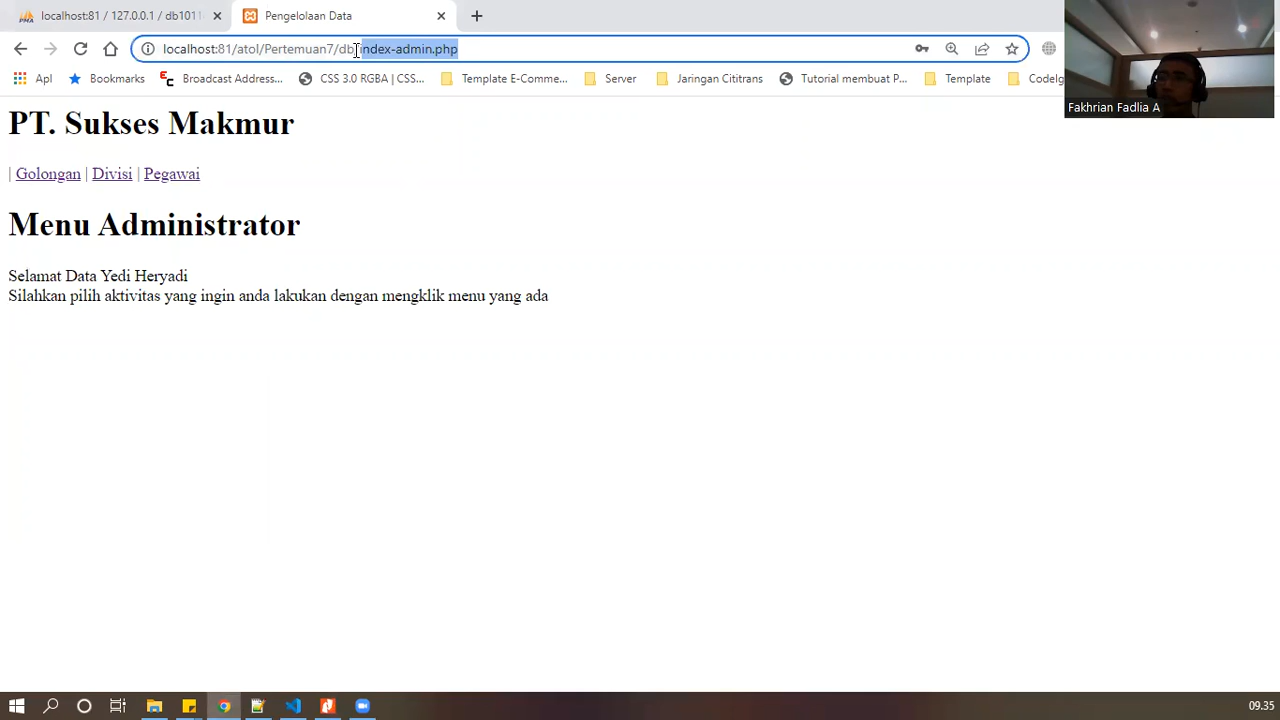 localhost:81 / 127.0.0.1 / db1011
Pengelolaan Data
localhost:81/atol/Pertemuan7/db/index-admin.php
Apl
Bookmarks
Broadcast Address...
CSS 3.0 RGBA | CSS...
Template E-Comme...
Server
Jaringan Cititrans
Tutorial membuat P...
Template
CodeIg
Fakhrian Fadlia A
PT. Sukses Makmur
| Golongan | Divisi | Pegawai
Menu Administrator
Selamat Data Yedi Heryadi
Silahkan pilih aktivitas yang ingin anda lakukan dengan mengklik menu yang ada
09.35